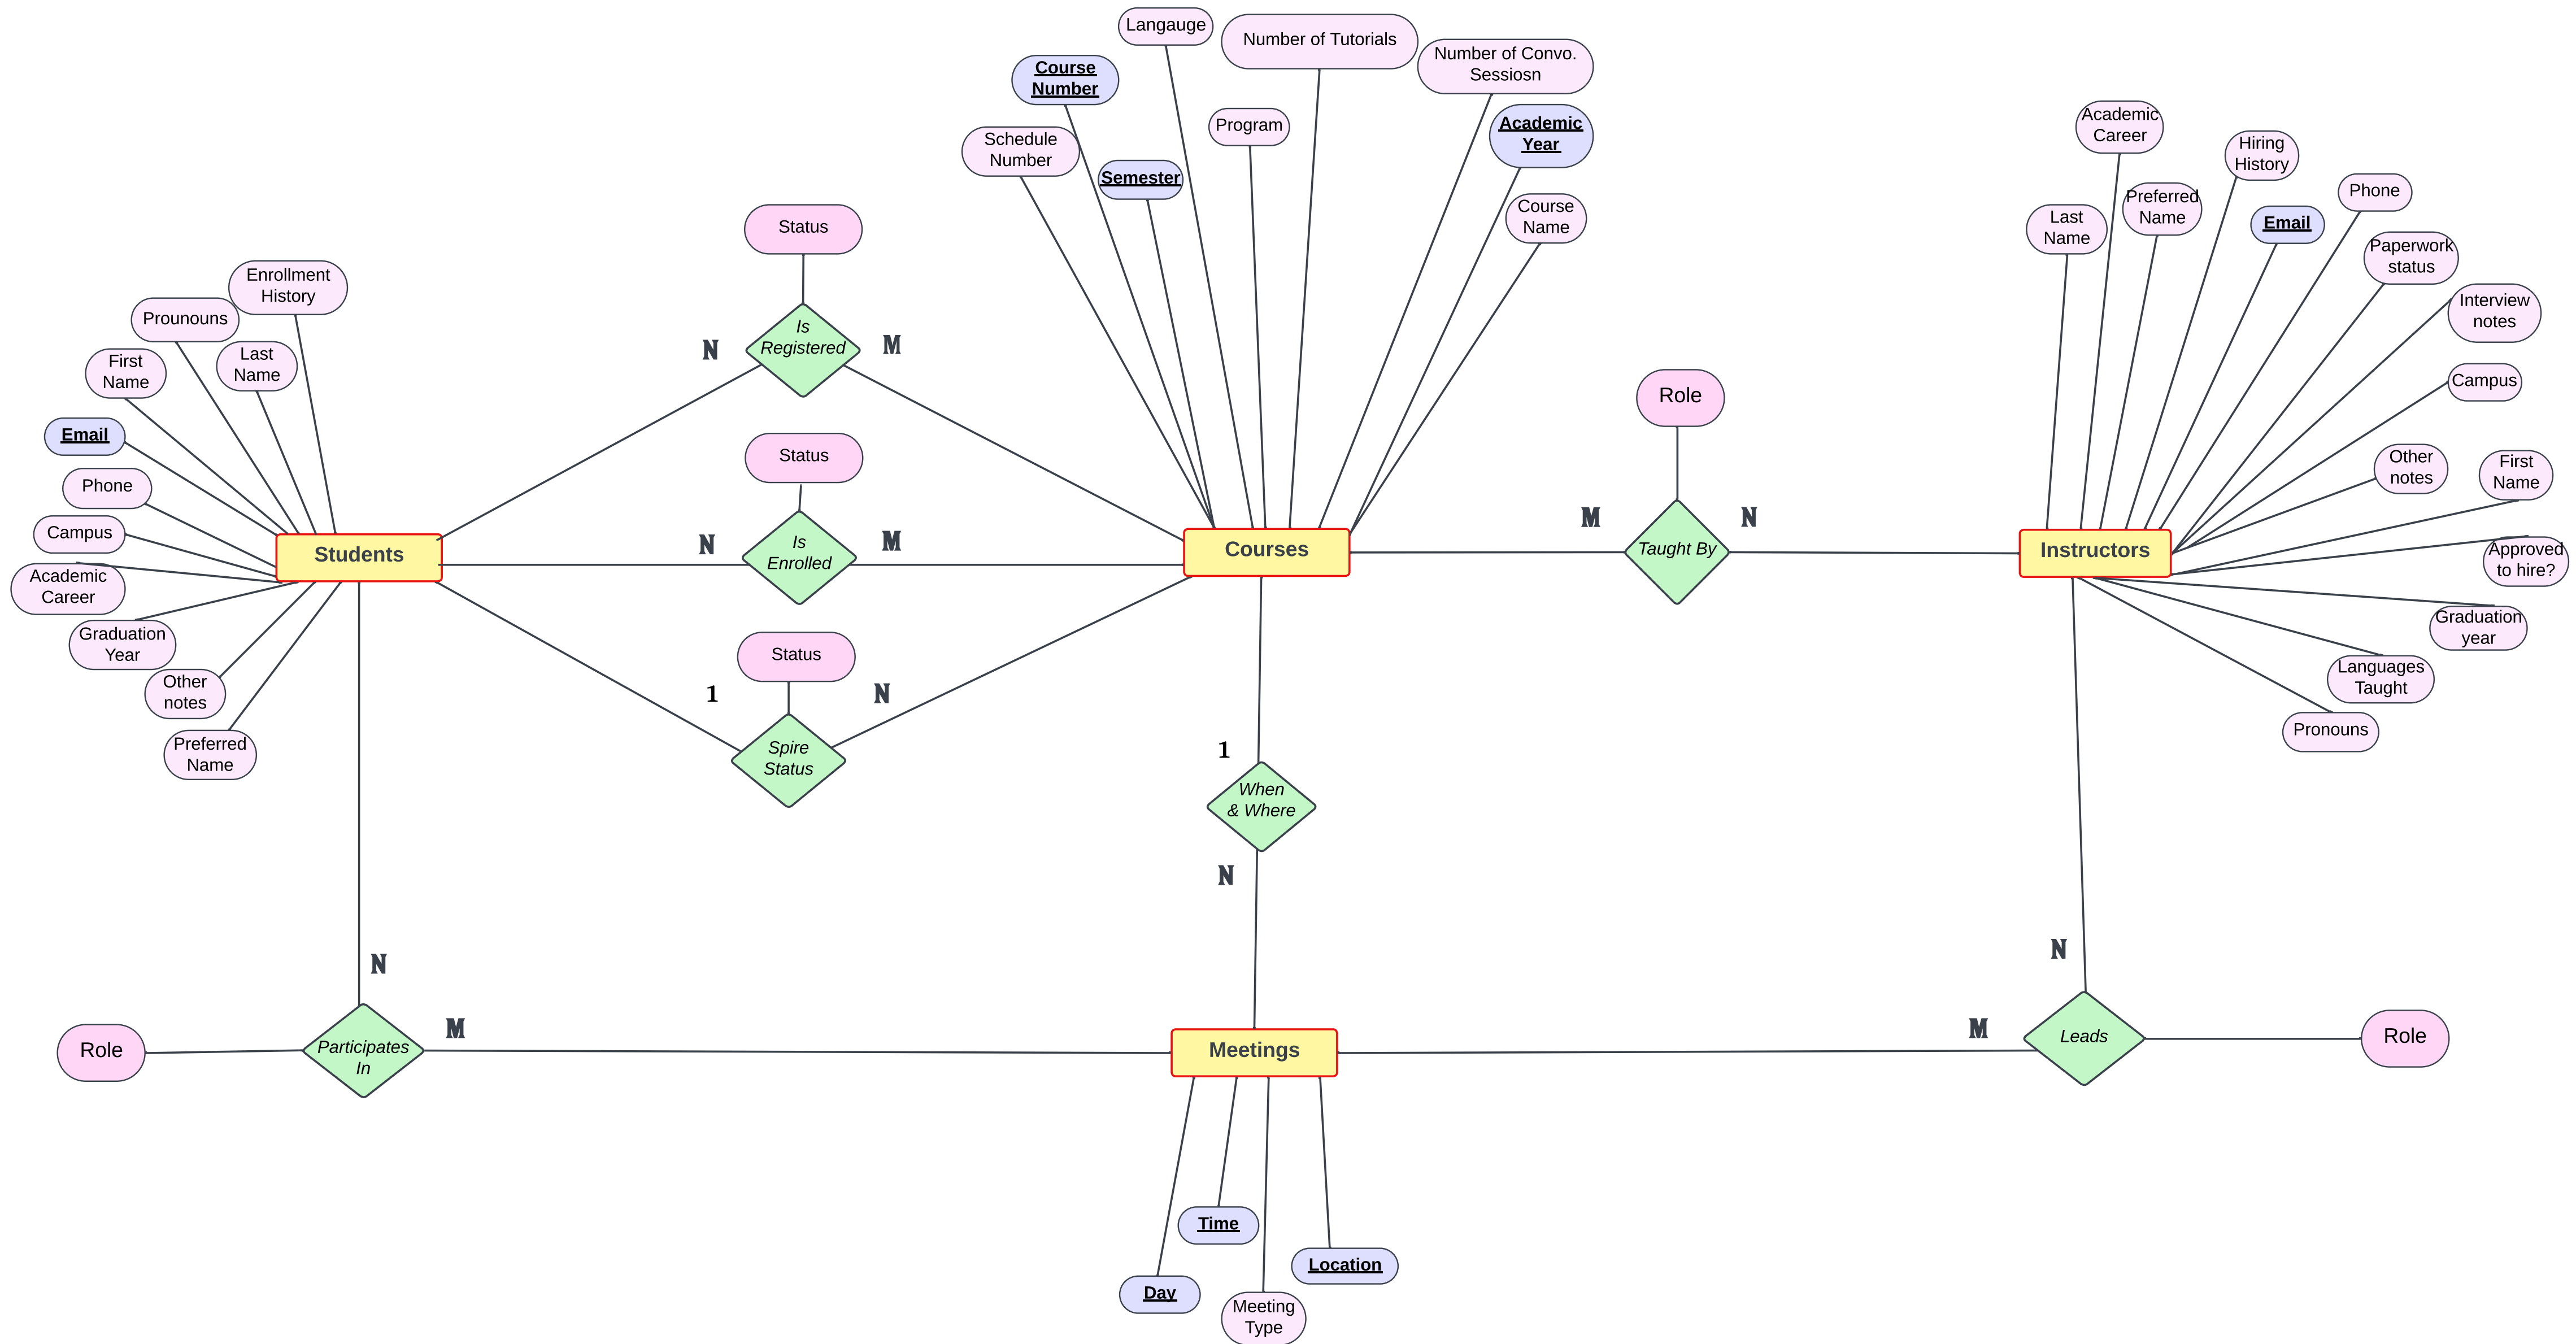 Langauge
Number of Tutorials
Number of Convo.
Sessiosn
Course
Number
Academic
Year
Program
Schedule
Number
Semester
Course
Name
Academic
Career
Hiring
History
Phone
Preferred
Name
Last
Name
Email
Paperwork
status
Interview
notes
Campus
Other
notes
First
Name
Approved
to hire?
Graduation
year
Languages
Taught
Pronouns
Instructors
Status
Is
Registered
N
M
Status
Is
Enrolled
N
M
Status
Spire
Status
1
N
Enrollment
History
Prounouns
First
Name
Last
Name
Email
Phone
Campus
Academic
Career
Graduation
Year
Other
notes
Preferred
Name
Students
Courses
Role
M
Taught By
N
1
When
& Where
N
N
Role
Participates
In
M
Meetings
N
M
Leads
Role
Time
Location
Day
Meeting
Type